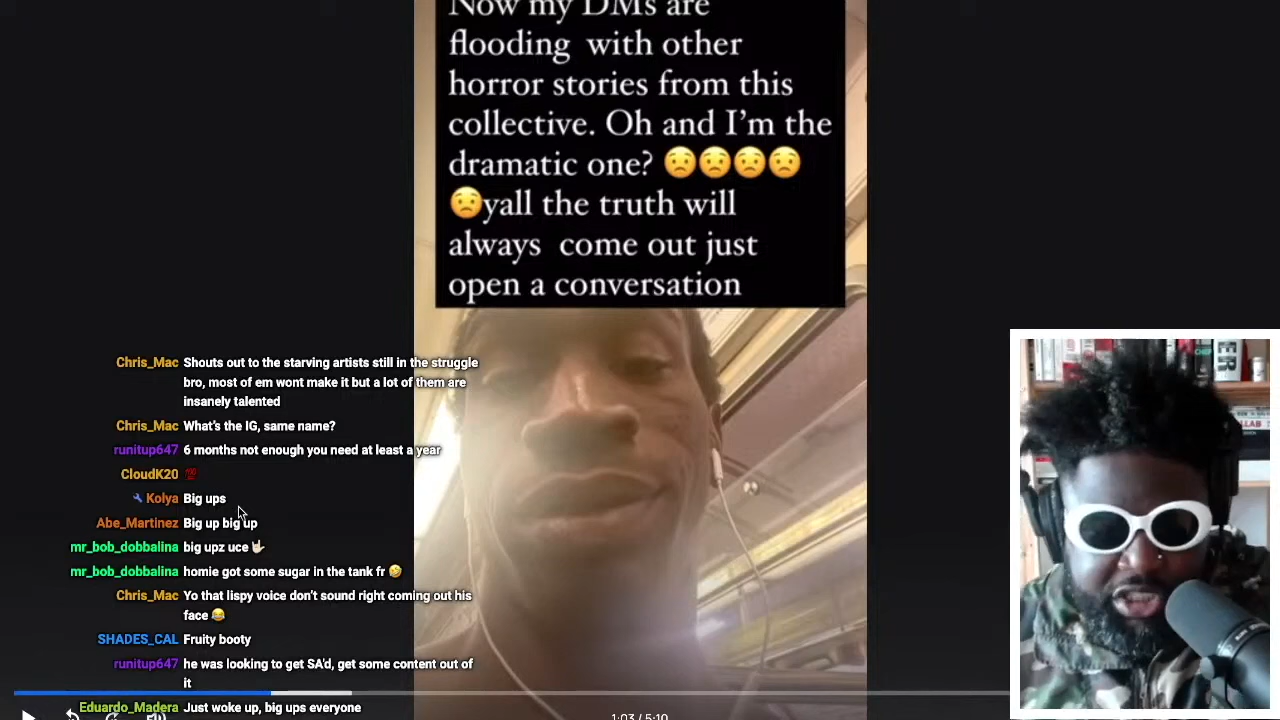 Now my DMs are
flooding with other
horror stories from this
collective. Oh and I'm the
dramatic one? 😟😟😟😟
😟yall the truth will
always come out just
open a conversation
Chris_Mac Shouts out to the starving artists still in the struggle
bro, most of em wont make it but a lot of them are
insanely talented
Chris_Mac What's the IG, same name?
runitup647 6 months not enough you need at least a year
CloudK20 💯
Kolya Big ups
Abe_Martinez Big up big up
mr_bob_dobbalina big upz uce 🤟🏻
mr_bob_dobbalina homie got some sugar in the tank fr 🤣
Chris_Mac Yo that lispy voice don't sound right coming out his
face 😂
SHADES_CAL Fruity booty
runitup647 he was looking to get SA'd, get some content out of
it
Eduardo_Madera Just woke up, big ups everyone
1:03 / 5:10